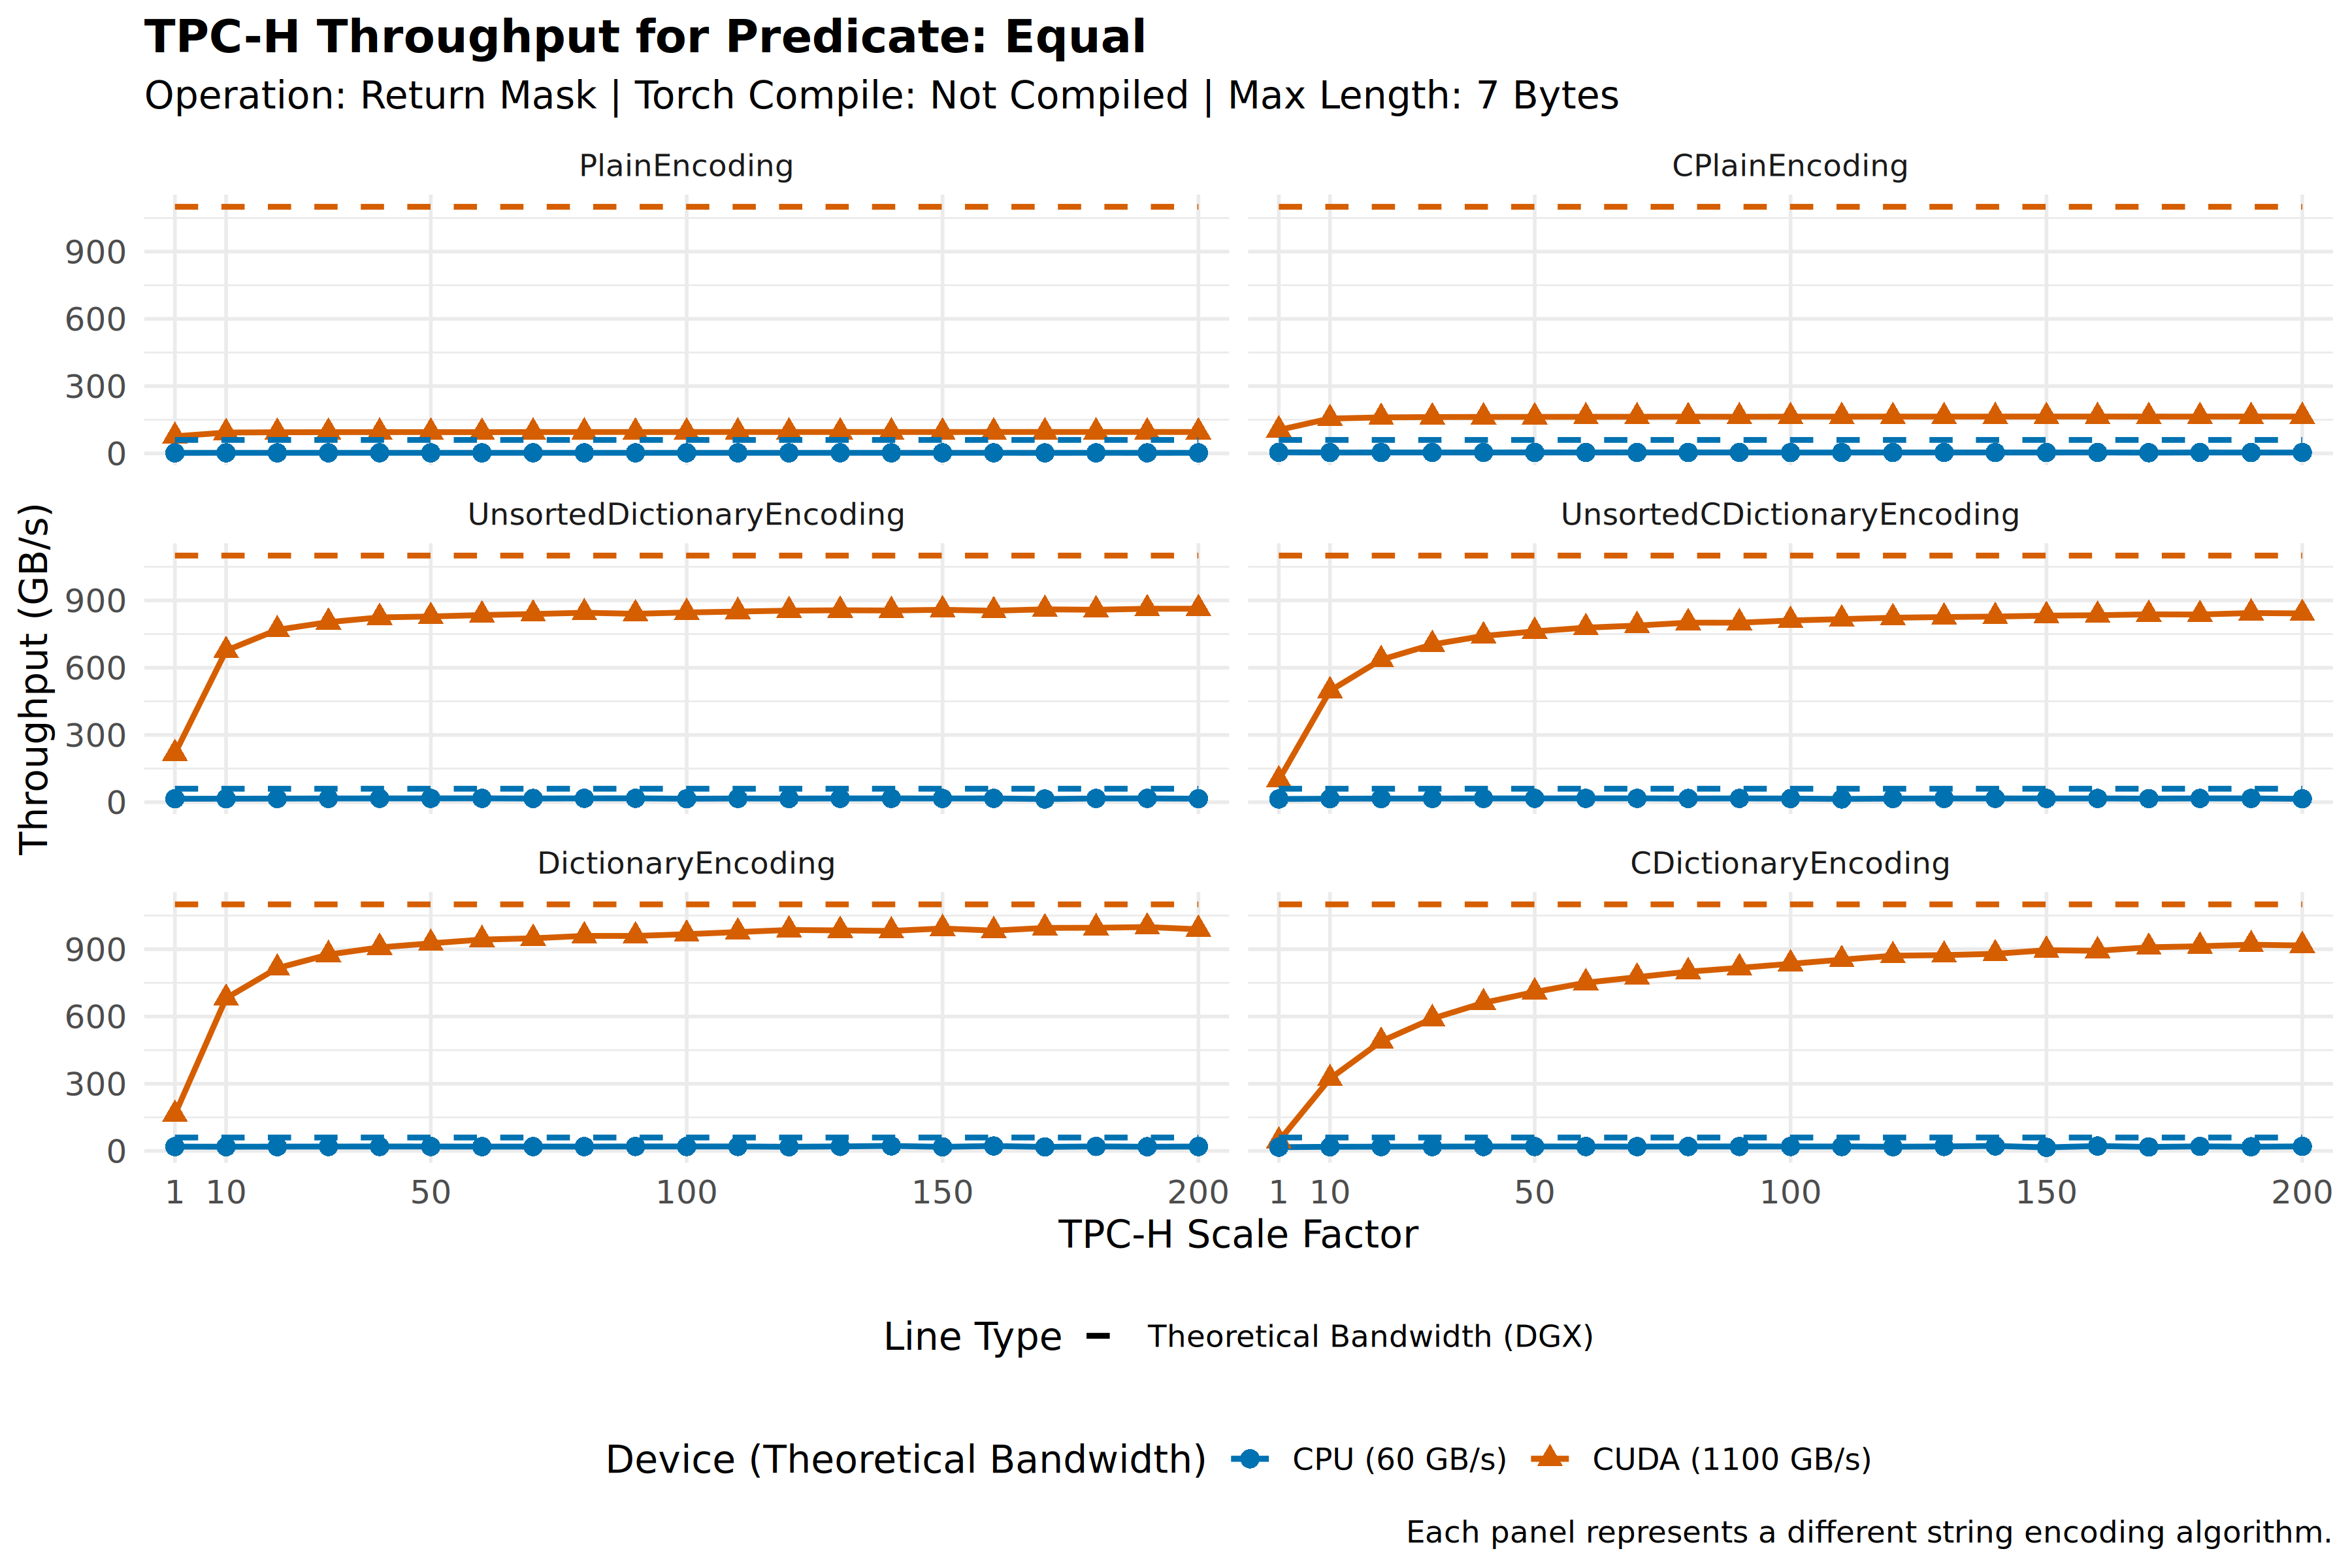 TPC-H Throughput for Predicate: Equal
Operation: Return Mask | Torch Compile: Not Compiled | Max Length: 7 Bytes
PlainEncoding
CPlainEncoding
900
600
300
0
UnsortedDictionaryEncoding
UnsortedCDictionaryEncoding
900
600
300
0
Throughput (GB/s)
DictionaryEncoding
CDictionaryEncoding
900
600
300
0
1 10 50 100 150 200
1 10 50 100 150 200
TPC-H Scale Factor
Line Type Theoretical Bandwidth (DGX)
Device (Theoretical Bandwidth) CPU (60 GB/s) CUDA (1100 GB/s)
Each panel represents a different string encoding algorithm.